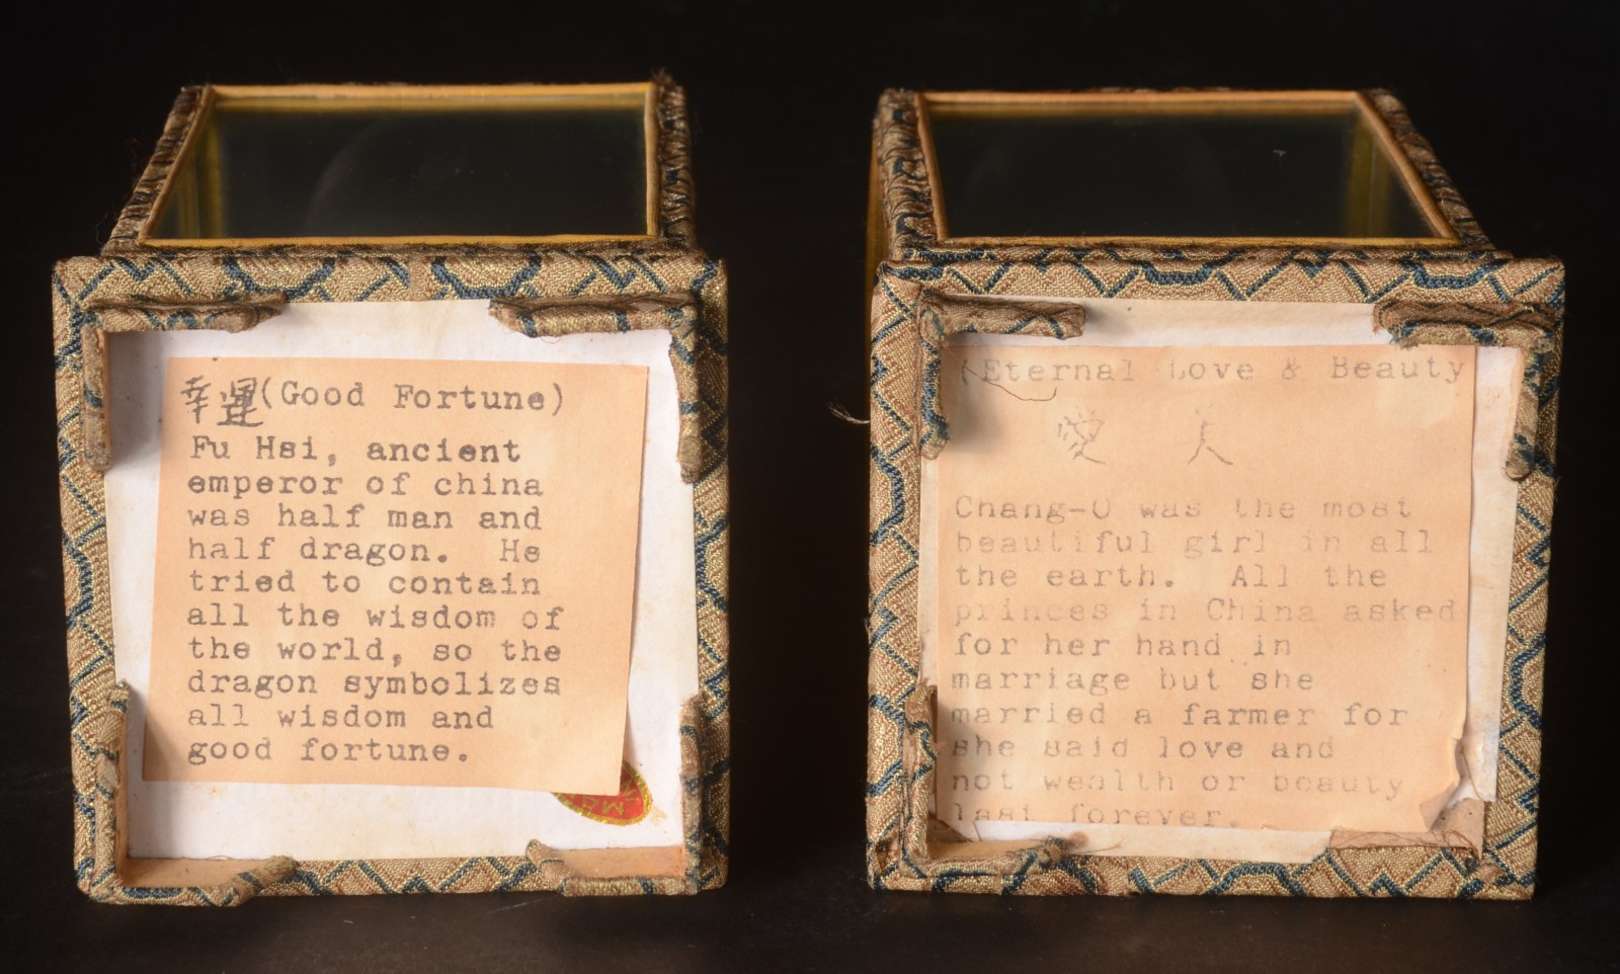 幸運(Good Fortune)
Fu Hsi, ancient
emperor of china
was half man and
half dragon. He
tried to contain
all the wisdom of
the world, so the
dragon symbolizes
all wisdom and
good fortune.
(Eternal Love & Beauty
愛 美
Chang-O was the most
beautiful girl in all
the earth. All the
princes in China asked
for her hand in
marriage but she
married a farmer for
she said love and
not wealth or beauty
last forever.